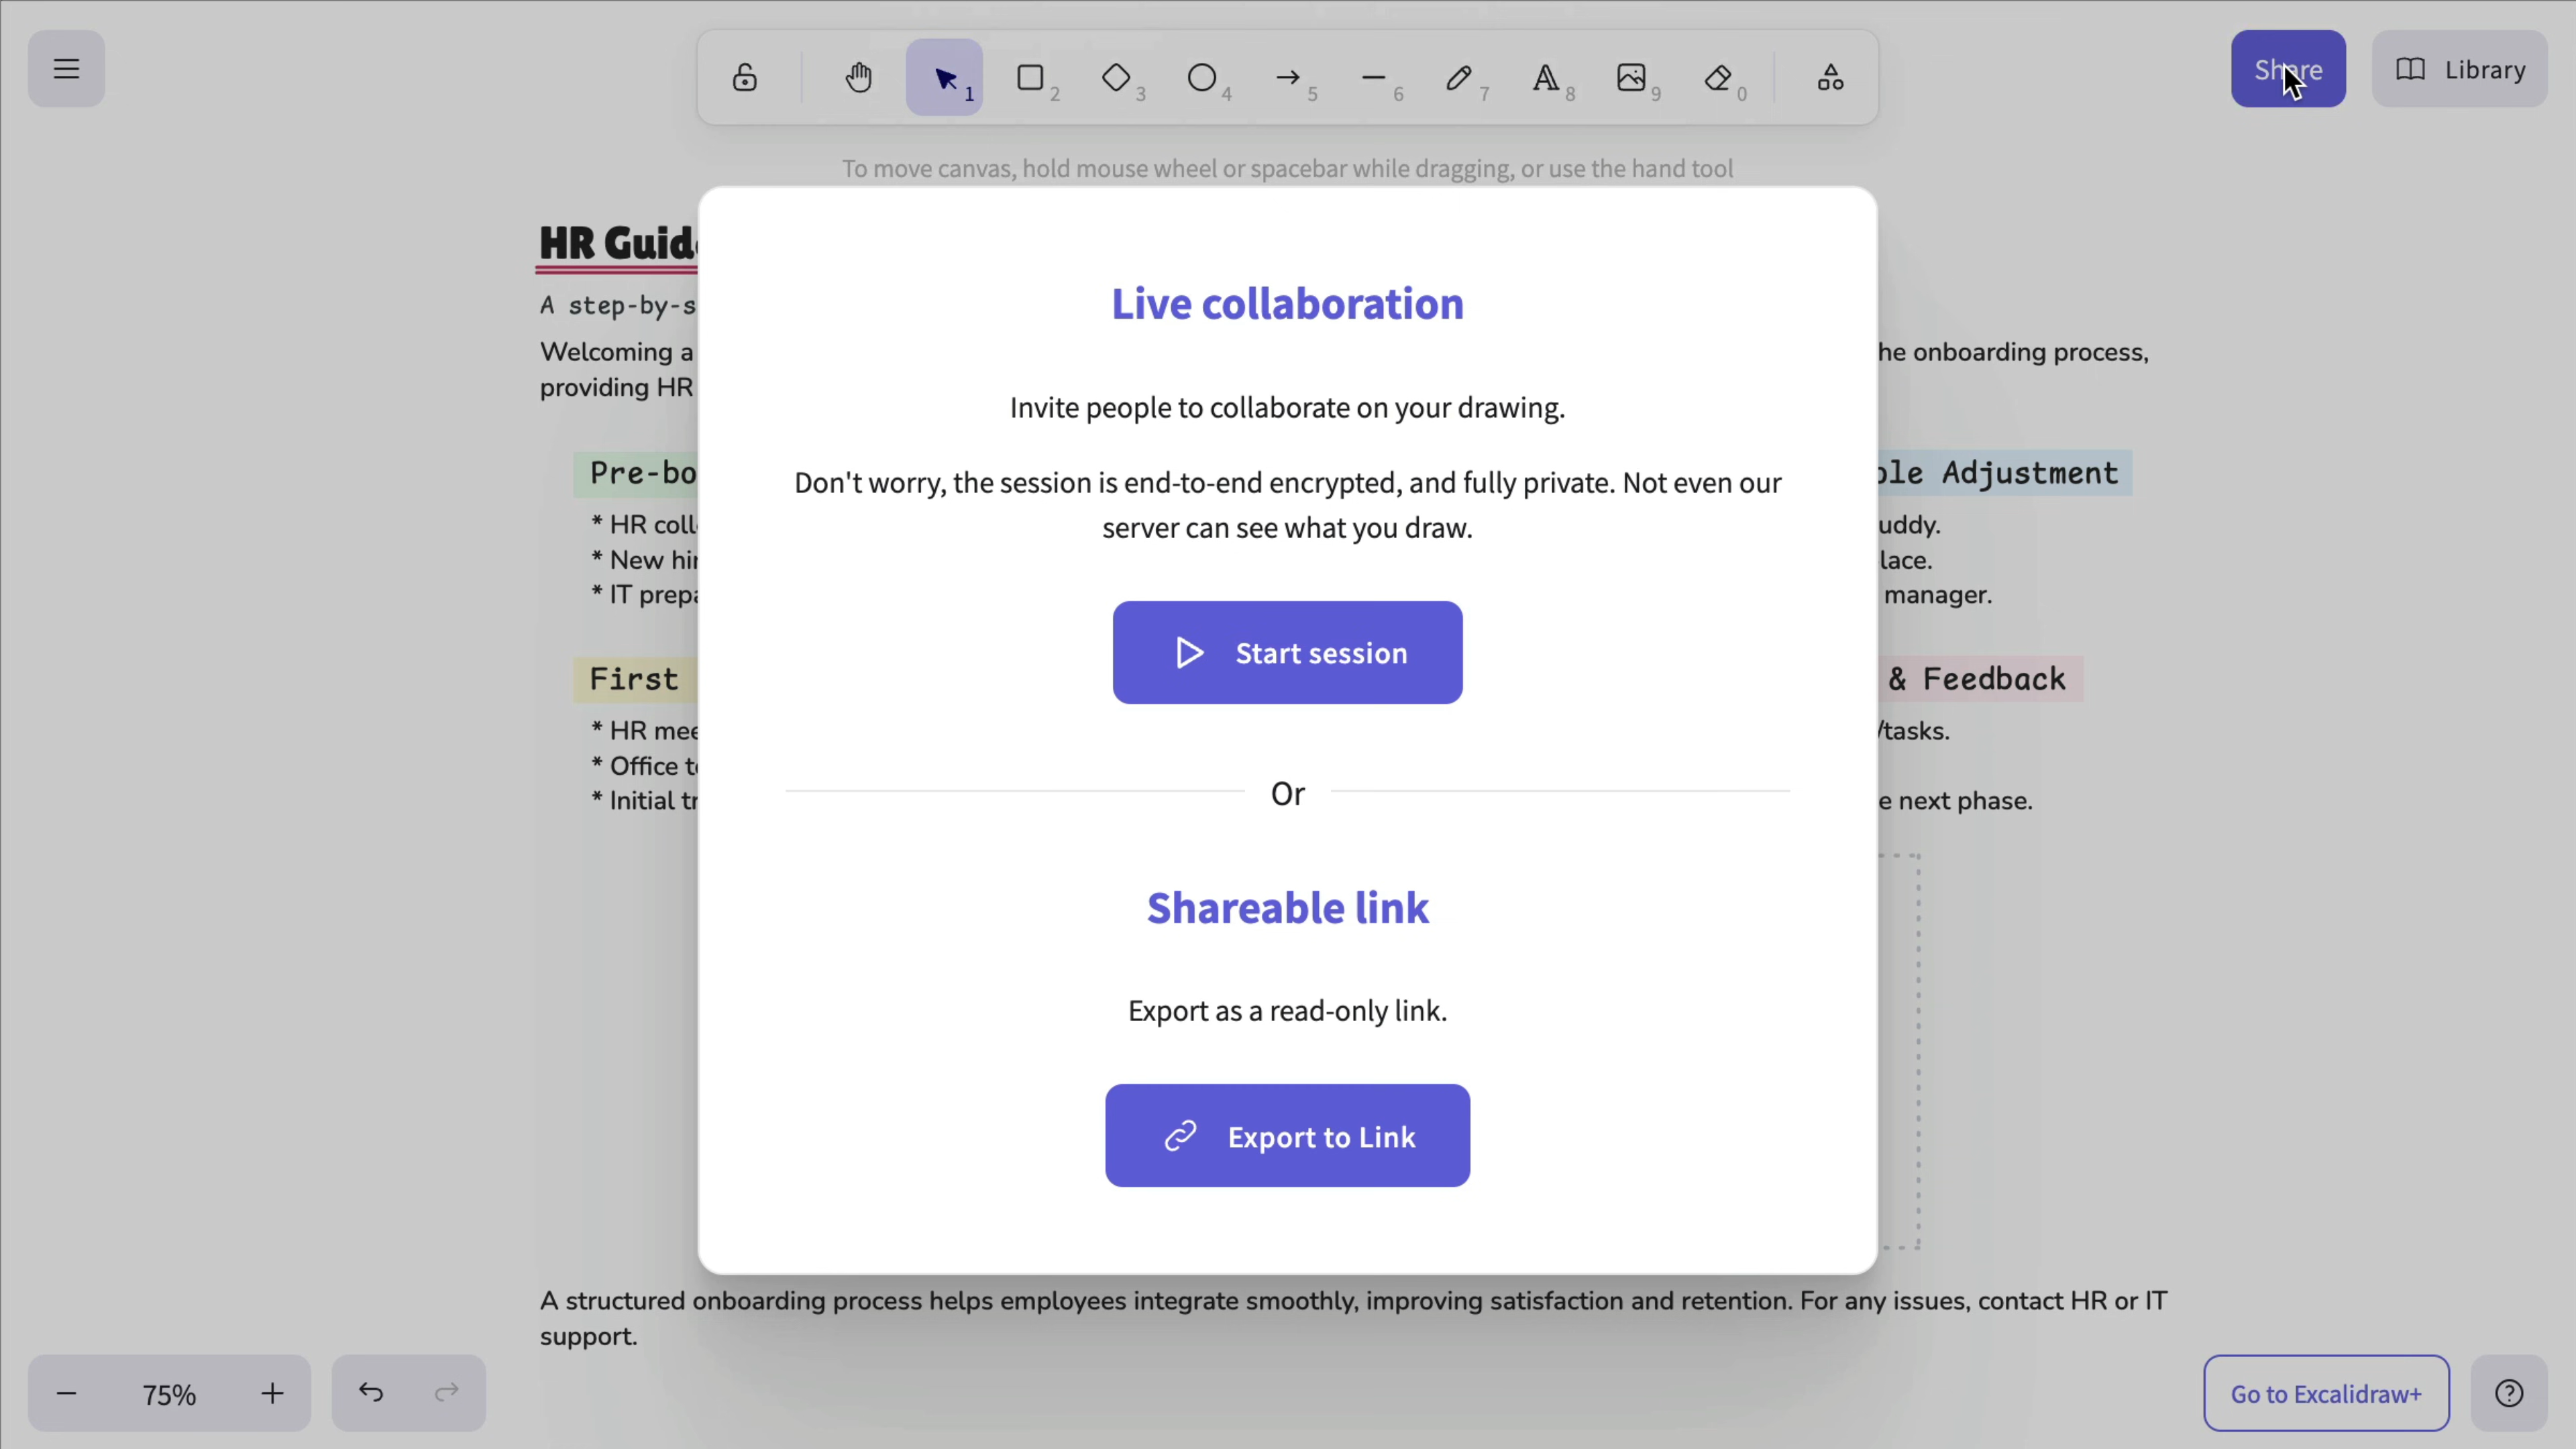 1
2
3
4
5
6
7
8
9
0
Share
Library
To move canvas, hold mouse wheel or spacebar while dragging, or use the hand tool
HR Guid
A step-by-s
Welcoming a
he onboarding process,
providing HR
Live collaboration
Invite people to collaborate on your drawing.
Don't worry, the session is end-to-end encrypted, and fully private. Not even our
server can see what you draw.
Start session
Or
Shareable link
Export as a read-only link.
Export to Link
Pre-bo
* HR coll
* New hir
* IT prepa
First
* HR mee
* Office t
* Initial tr
ble Adjustment
uddy.
lace.
manager.
& Feedback
/tasks.
e next phase.
A structured onboarding process helps employees integrate smoothly, improving satisfaction and retention. For any issues, contact HR or IT
support.
75%
Go to Excalidraw+